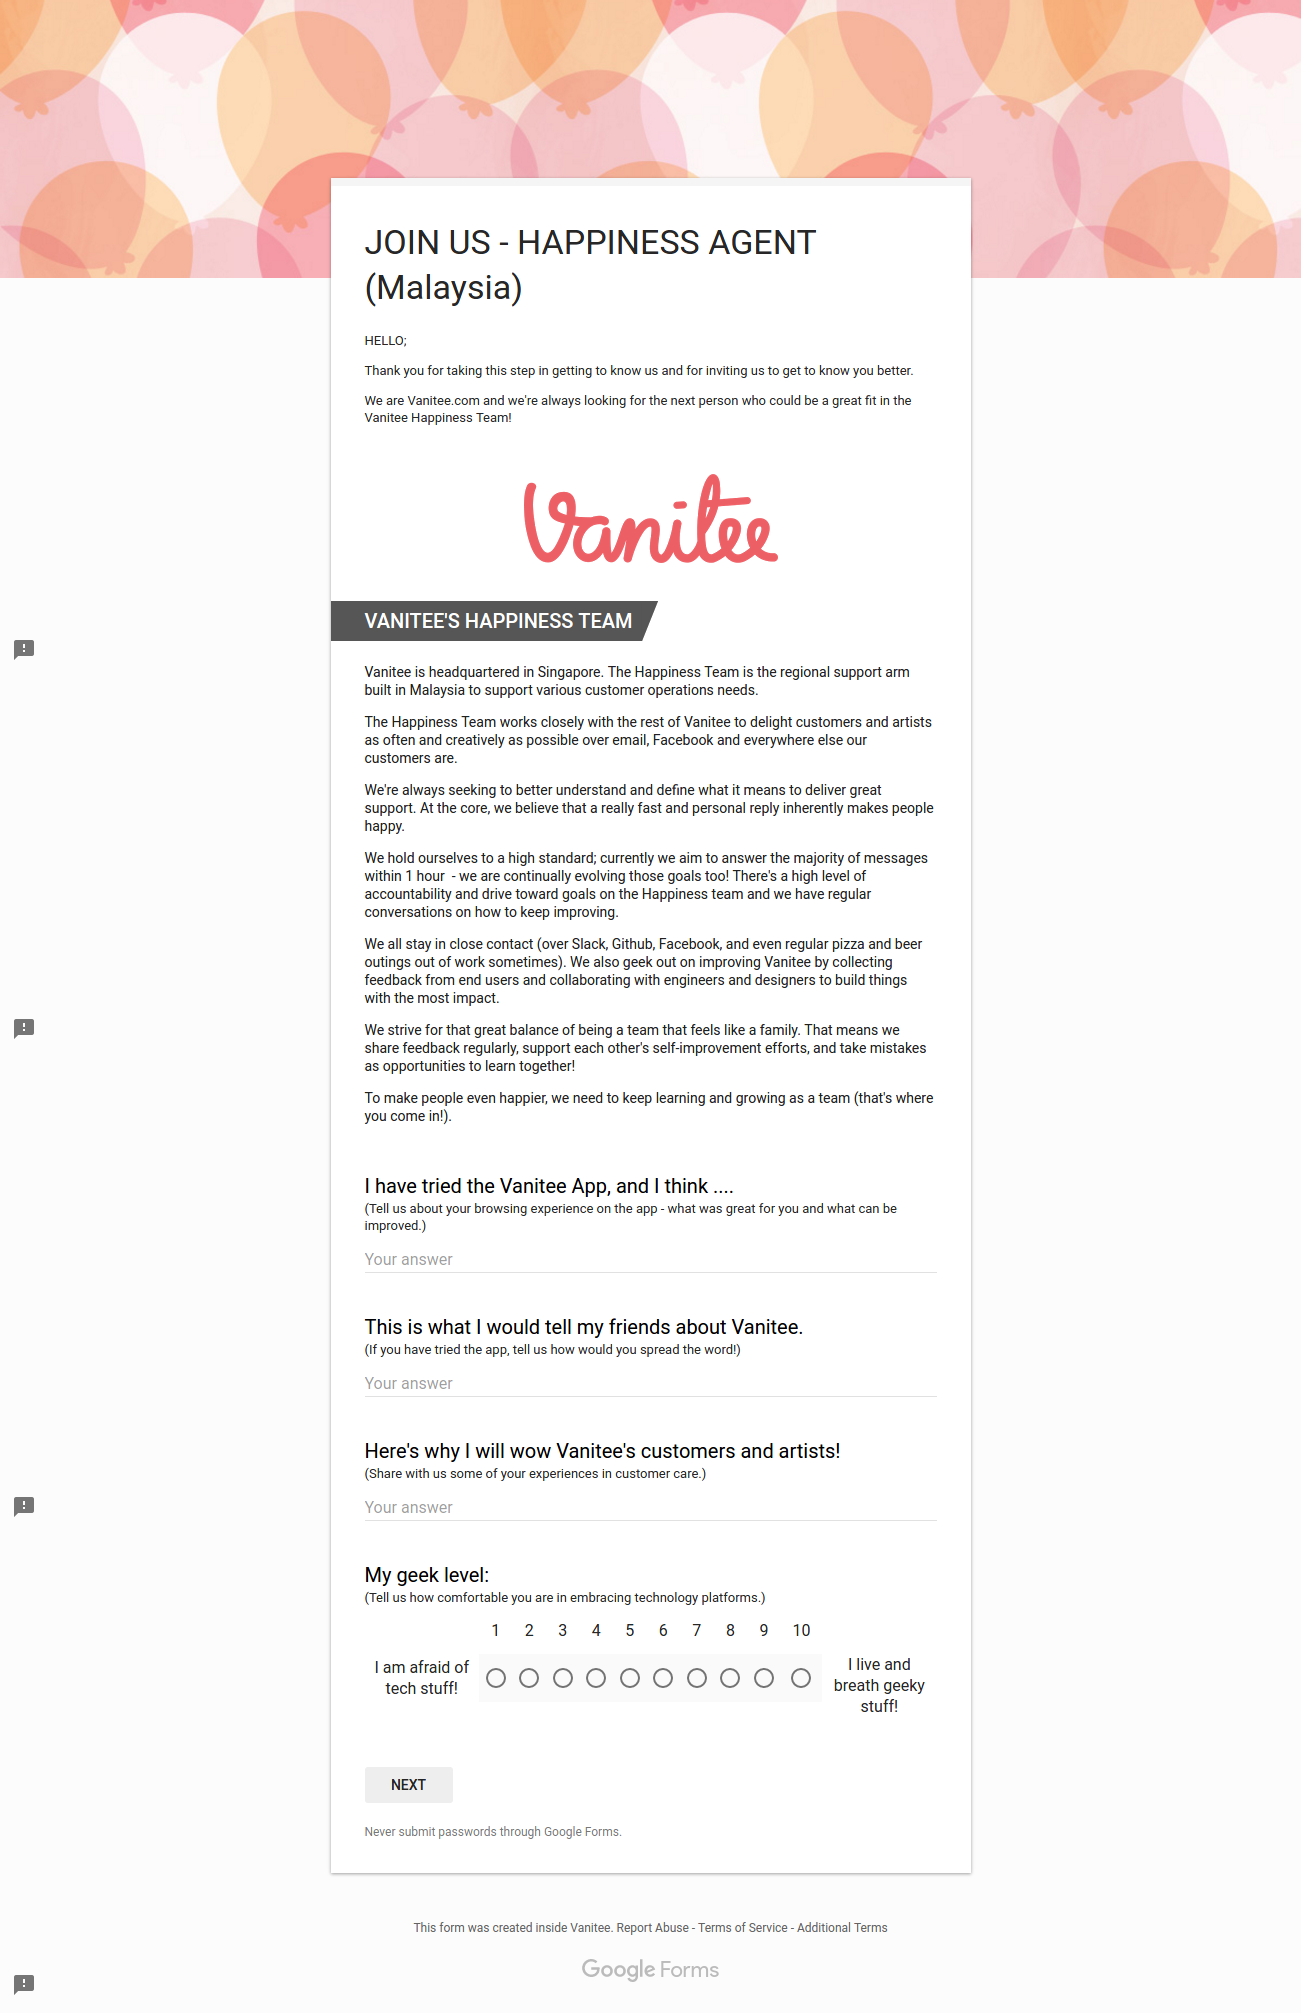 JOIN US - HAPPINESS AGENT
(Malaysia)
HELLO;
Thank you for taking this step in getting to know us and for inviting us to get to know you better.
We are Vanitee.com and we're always looking for the next person who could be a great fit in the
Vanitee Happiness Team!
Vanitee
VANITEE'S HAPPINESS TEAM
Vanitee is headquartered in Singapore. The Happiness Team is the regional support arm
built in Malaysia to support various customer operations needs.
The Happiness Team works closely with the rest of Vanitee to delight customers and artists
as often and creatively as possible over email, Facebook and everywhere else our
customers are.
We're always seeking to better understand and define what it means to deliver great
support. At the core, we believe that a really fast and personal reply inherently makes people
happy.
We hold ourselves to a high standard; currently we aim to answer the majority of messages
within 1 hour  - we are continually evolving those goals too! There's a high level of
accountability and drive toward goals on the Happiness team and we have regular
conversations on how to keep improving.
We all stay in close contact (over Slack, Github, Facebook, and even regular pizza and beer
outings out of work sometimes). We also geek out on improving Vanitee by collecting
feedback from end users and collaborating with engineers and designers to build things
with the most impact.
We strive for that great balance of being a team that feels like a family. That means we
share feedback regularly, support each other's self-improvement efforts, and take mistakes
as opportunities to learn together!
To make people even happier, we need to keep learning and growing as a team (that's where
you come in!).
I have tried the Vanitee App, and I think ....
(Tell us about your browsing experience on the app - what was great for you and what can be
improved.)
Your answer
This is what I would tell my friends about Vanitee.
(If you have tried the app, tell us how would you spread the word!)
Your answer
Here's why I will wow Vanitee's customers and artists!
(Share with us some of your experiences in customer care.)
Your answer
My geek level:
(Tell us how comfortable you are in embracing technology platforms.)
1 2 3 4 5 6 7 8 9 10
I am afraid of
tech stuff!
I live and
breath geeky
stuff!
NEXT
Never submit passwords through Google Forms.
This form was created inside Vanitee. Report Abuse - Terms of Service - Additional Terms
Google Forms